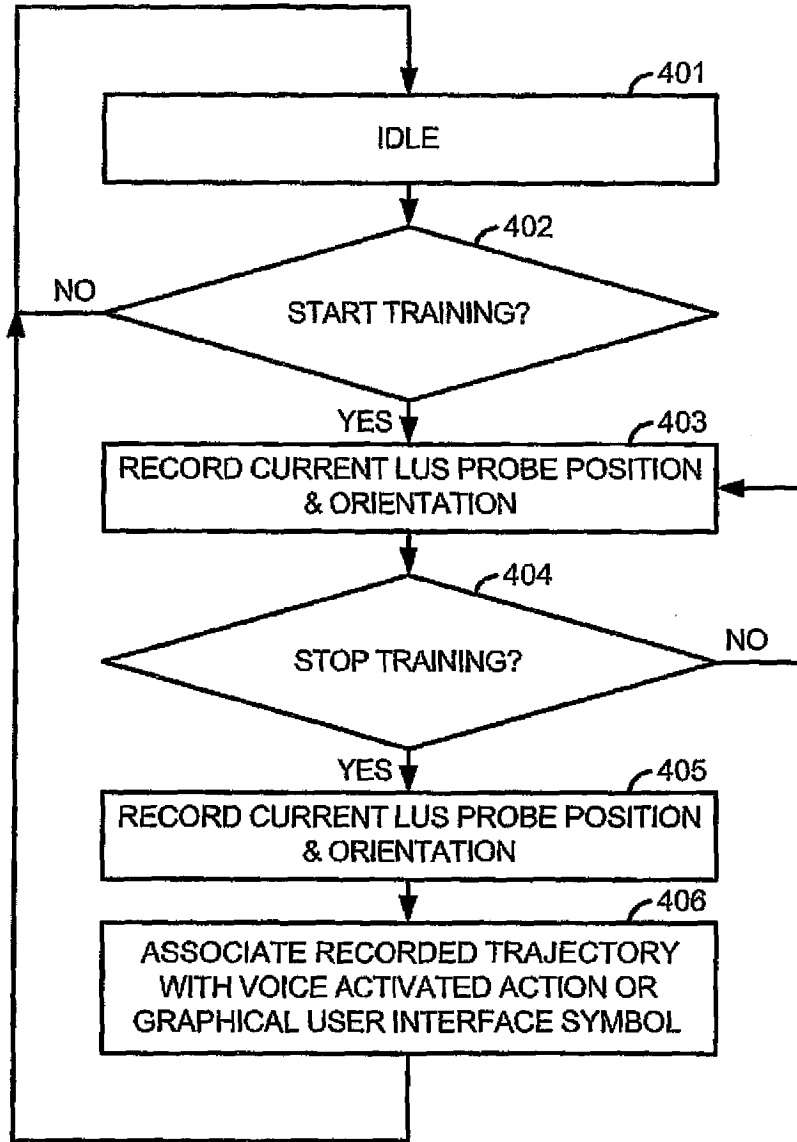 401
IDLE
402
NO
START TRAINING?
YES
403
RECORD CURRENT LUS PROBE POSITION
& ORIENTATION
404
STOP TRAINING?
NO
YES
405
RECORD CURRENT LUS PROBE POSITION
& ORIENTATION
406
ASSOCIATE RECORDED TRAJECTORY
WITH VOICE ACTIVATED ACTION OR
GRAPHICAL USER INTERFACE SYMBOL